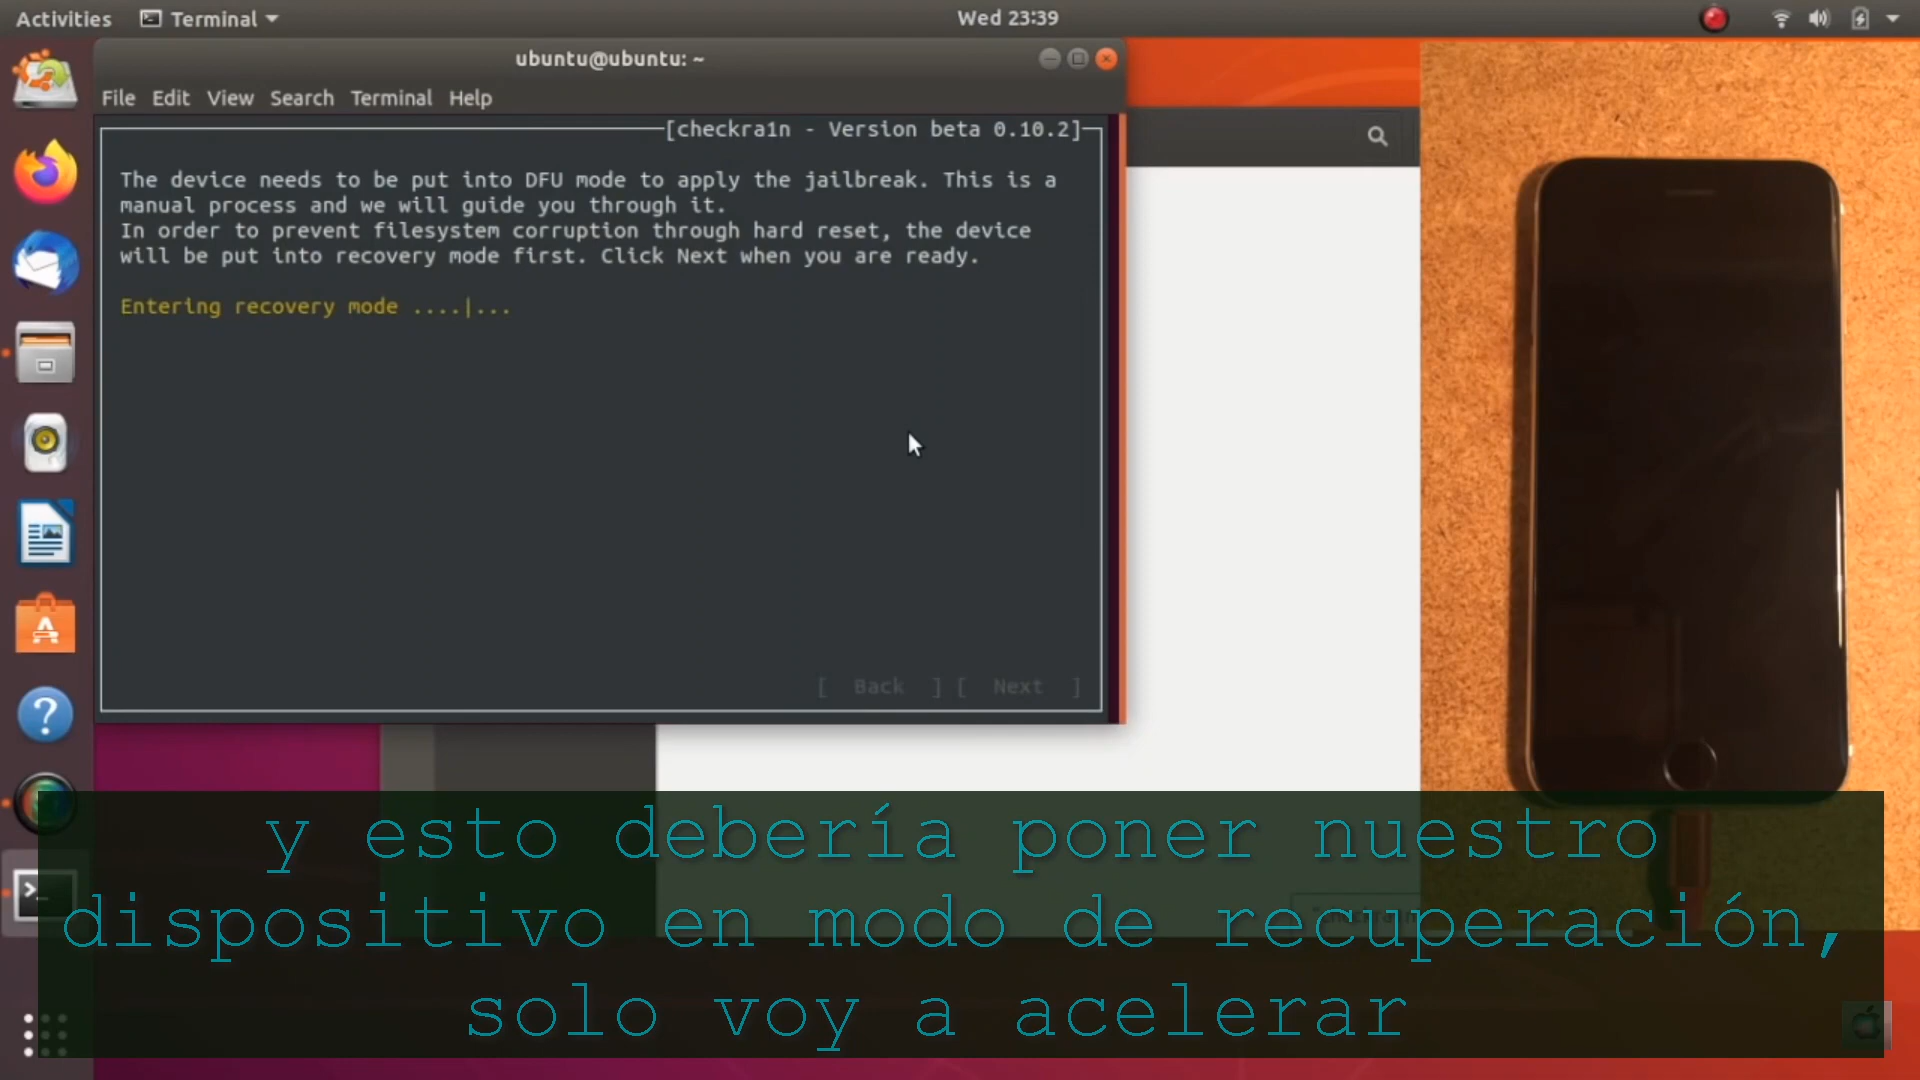 Activities Terminal Wed 23:39
ubuntu@ubuntu: ~
File Edit View Search Terminal Help
[checkra1n - Version beta 0.10.2]
The device needs to be put into DFU mode to apply the jailbreak. This is a
manual process and we will guide you through it.
In order to prevent filesystem corruption through hard reset, the device
will be put into recovery mode first. Click Next when you are ready.
Entering recovery mode ....|...
[ Back ] [ Next ]
y esto debería poner nuestro
dispositivo en modo de recuperación,
solo voy a acelerar